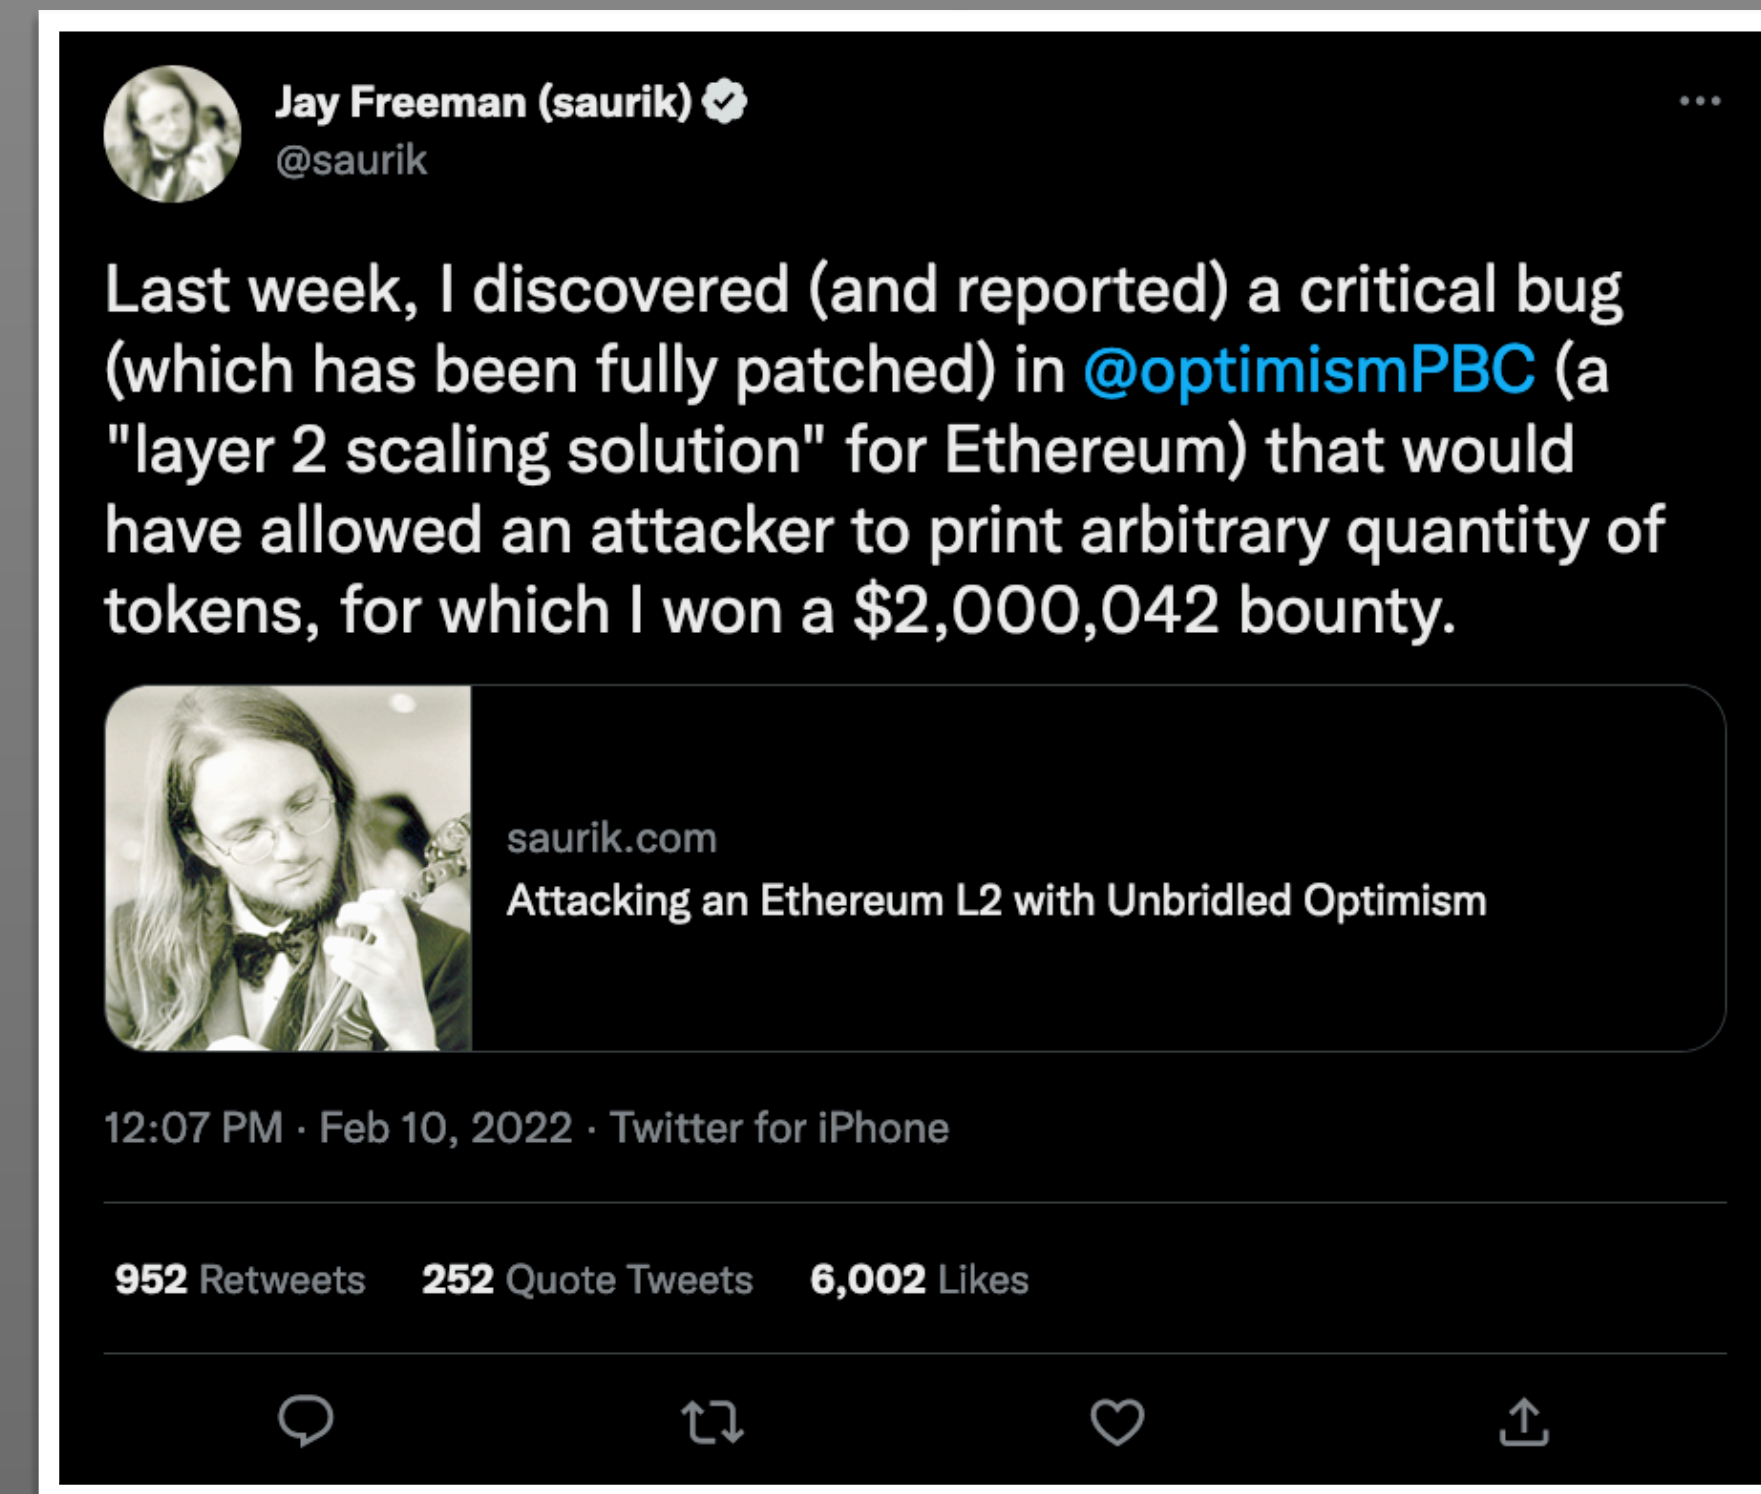 Jay Freeman (saurik)
@saurik
Last week, I discovered (and reported) a critical bug
(which has been fully patched) in @optimismPBC (a
"layer 2 scaling solution" for Ethereum) that would
have allowed an attacker to print arbitrary quantity of
tokens, for which I won a $2,000,042 bounty.
saurik.com
Attacking an Ethereum L2 with Unbridled Optimism
12:07 PM · Feb 10, 2022 · Twitter for iPhone
952 Retweets 252 Quote Tweets 6,002 Likes